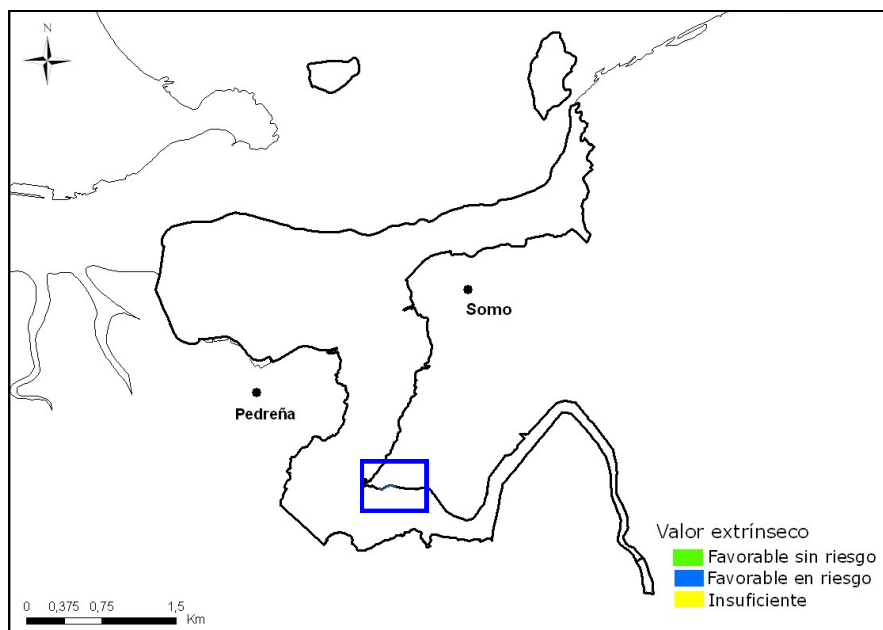 N
Somo
Pedreña
Valor extrínseco
Favorable sin riesgo
Favorable en riesgo
Insuficiente
0 0,375 0,75 1,5
Km